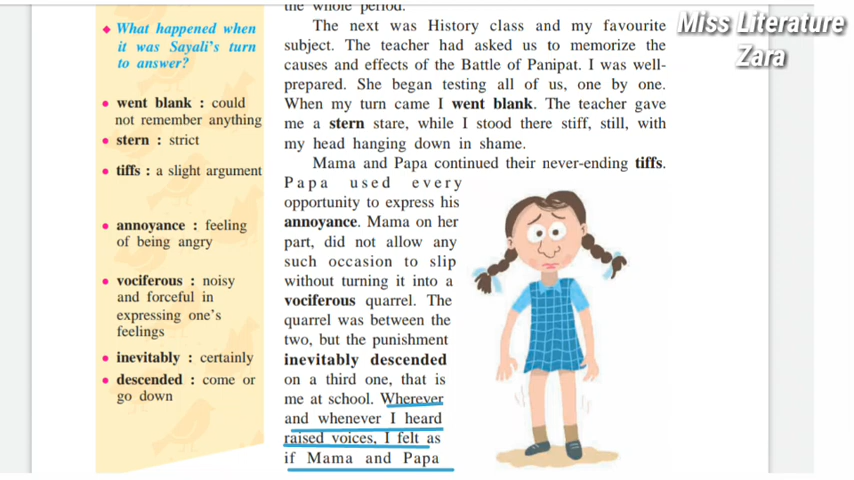 the whole period.
The next was History class and my favourite
subject. The teacher had asked us to memorize the
causes and effects of the Battle of Panipat. I was well-
prepared. She began testing all of us, one by one.
When my turn came I went blank. The teacher gave
me a stern stare, while I stood there stiff, still, with
my head hanging down in shame.
Mama and Papa continued their never-ending tiffs.
Papa used every
opportunity to express his
annoyance. Mama on her
part, did not allow any
such occasion to slip
without turning it into a
vociferous quarrel. The
quarrel was between the
two, but the punishment
inevitably descended
on a third one, that is
me at school. Wherever
and whenever I heard
raised voices, I felt as
if Mama and Papa
What happened when
it was Sayali's turn
to answer?
• went blank : could
not remember anything
• stern : strict
• tiffs : a slight argument
• annoyance : feeling
of being angry
• vociferous : noisy
and forceful in
expressing one's
feelings
• inevitably : certainly
• descended : come or
go down
Miss Literature
Zara